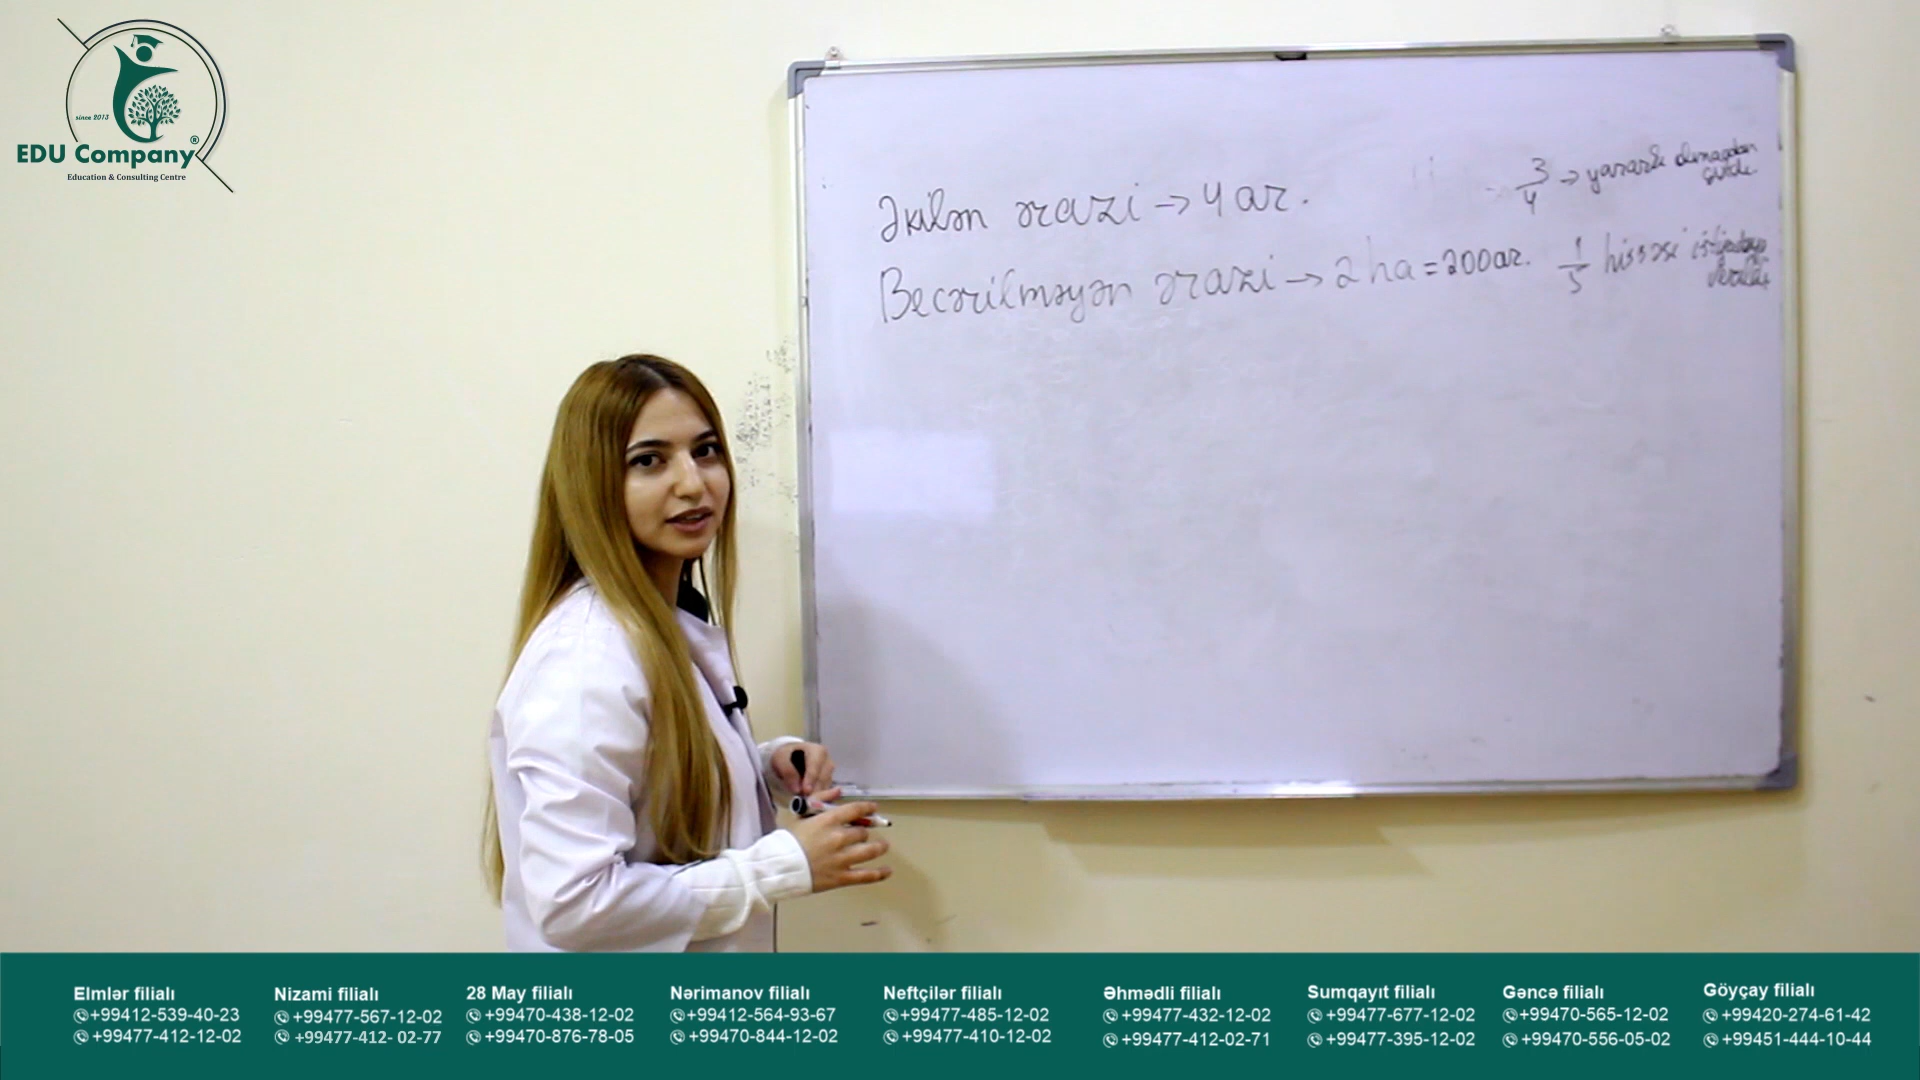 since 2013
EDU Company®
Education & Consulting Centre
Əkilən ərazi → 4 ar.
3/4 → yararlı olmaqdan
çıxdı.
Becərilməyən ərazi → 2 ha = 200 ar.
1/5 hissəsi istifadəyə
verildi
Elmlər filialı
+99412-539-40-23
+99477-412-12-02
Nizami filialı
+99477-567-12-02
+99477-412- 02-77
28 May filialı
+99470-438-12-02
+99470-876-78-05
Nərimanov filialı
+99412-564-93-67
+99470-844-12-02
Neftçilər filialı
+99477-485-12-02
+99477-410-12-02
Əhmədli filialı
+99477-432-12-02
+99477-412-02-71
Sumqayıt filialı
+99477-677-12-02
+99477-395-12-02
Gəncə filialı
+99470-565-12-02
+99470-556-05-02
Göyçay filialı
+99420-274-61-42
+99451-444-10-44